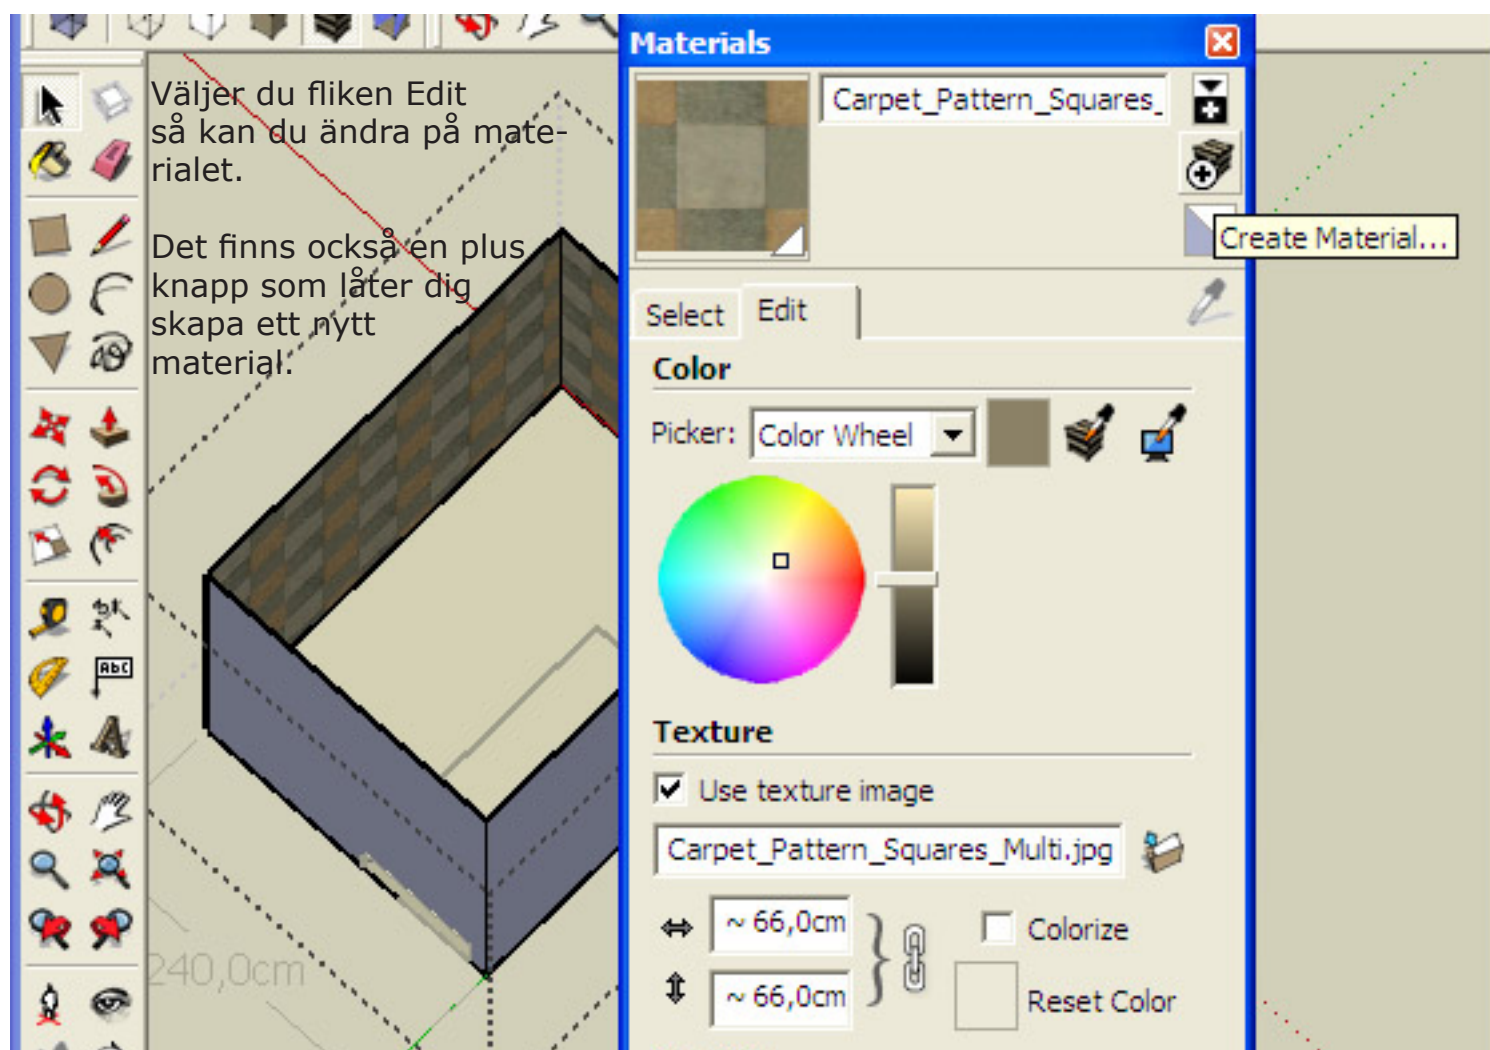 Materials
Väljer du fliken Edit
så kan du ändra på mate-
rialet.
Det finns också en plus
knapp som låter dig
skapa ett nytt
material.
Carpet_Pattern_Squares_
Create Material...
Select Edit
Color
Picker: Color Wheel
Abc
Texture
Use texture image
Carpet_Pattern_Squares_Multi.jpg
~ 66,0cm
Colorize
~ 66,0cm
Reset Color
240,0cm